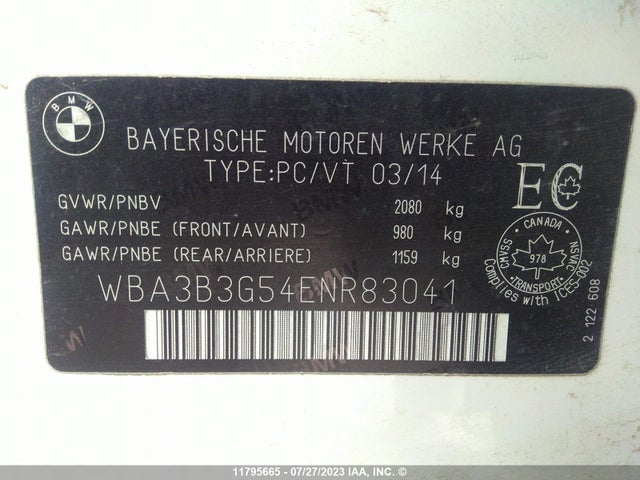 BMW
BAYERISCHE MOTOREN WERKE AG
TYPE:PC/VT 03/14
EC
GVWR/PNBV 2080 kg
GAWR/PNBE (FRONT/AVANT) 980 kg
GAWR/PNBE (REAR/ARRIERE) 1159 kg
CANADA
978
TRANSPORT
Complies with ICES-002
2 122 608
WBA3B3G54ENR83041
11795665 - 07/27/2023 IAA, INC. ©